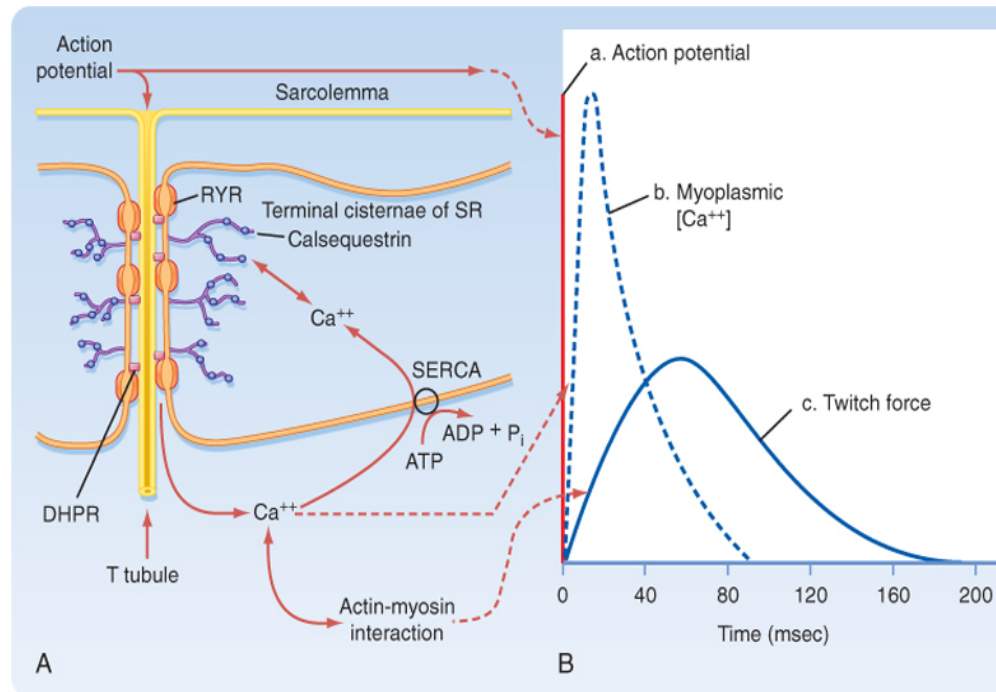 Action
potential
Sarcolemma
RYR
Terminal cisternae of SR
Calsequestrin
Ca++
SERCA
ADP + Pi
ATP
DHPR
Ca++
T tubule
Actin-myosin
interaction
A
a. Action potential
b. Myoplasmic
[Ca++]
c. Twitch force
0 40 80 120 160 200
Time (msec)
B